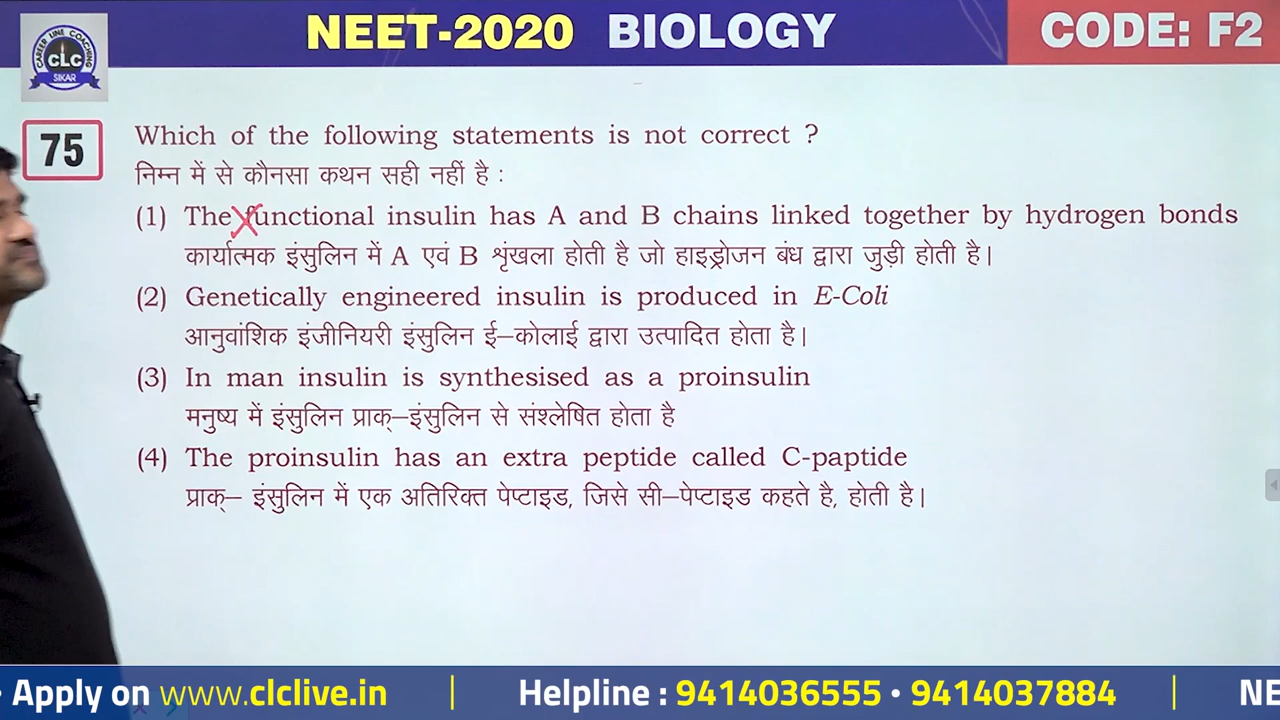 NEET-2020 BIOLOGY
CODE: F2
CAREER LINE COACHING
CLC
SIKAR
75
Which of the following statements is not correct ?
निम्न में से कौनसा कथन सही नहीं है :
(1) The functional insulin has A and B chains linked together by hydrogen bonds
कार्यात्मक इंसुलिन में A एवं B शृंखला होती है जो हाइड्रोजन बंध द्वारा जुड़ी होती है।
(2) Genetically engineered insulin is produced in E-Coli
आनुवांशिक इंजीनियरी इंसुलिन ई–कोलाई द्वारा उत्पादित होता है।
(3) In man insulin is synthesised as a proinsulin
मनुष्य में इंसुलिन प्राक्–इंसुलिन से संश्लेषित होता है
(4) The proinsulin has an extra peptide called C-paptide
प्राक्– इंसुलिन में एक अतिरिक्त पेप्टाइड, जिसे सी–पेप्टाइड कहते है, होती है।
• Apply on www.clclive.in | Helpline : 9414036555 • 9414037884 | NE